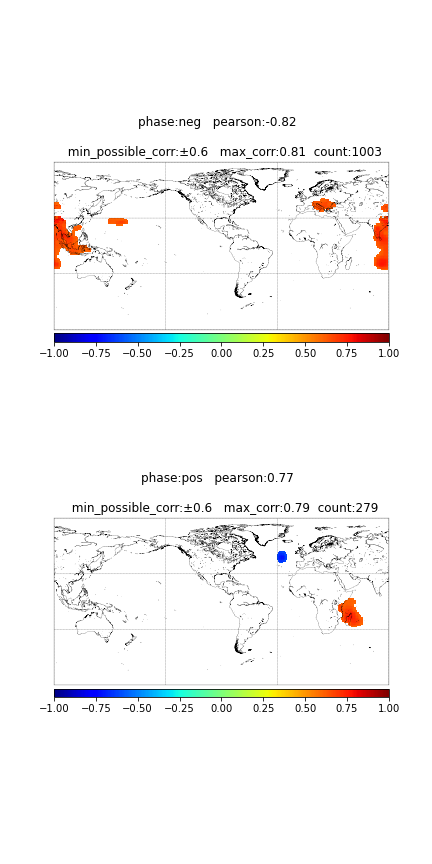 phase:neg   pearson:-0.82
min_possible_corr:±0.6   max_corr:0.81  count:1003
−1.00 −0.75 −0.50 −0.25 0.00 0.25 0.50 0.75 1.00
phase:pos   pearson:0.77
min_possible_corr:±0.6   max_corr:0.79  count:279
−1.00 −0.75 −0.50 −0.25 0.00 0.25 0.50 0.75 1.00